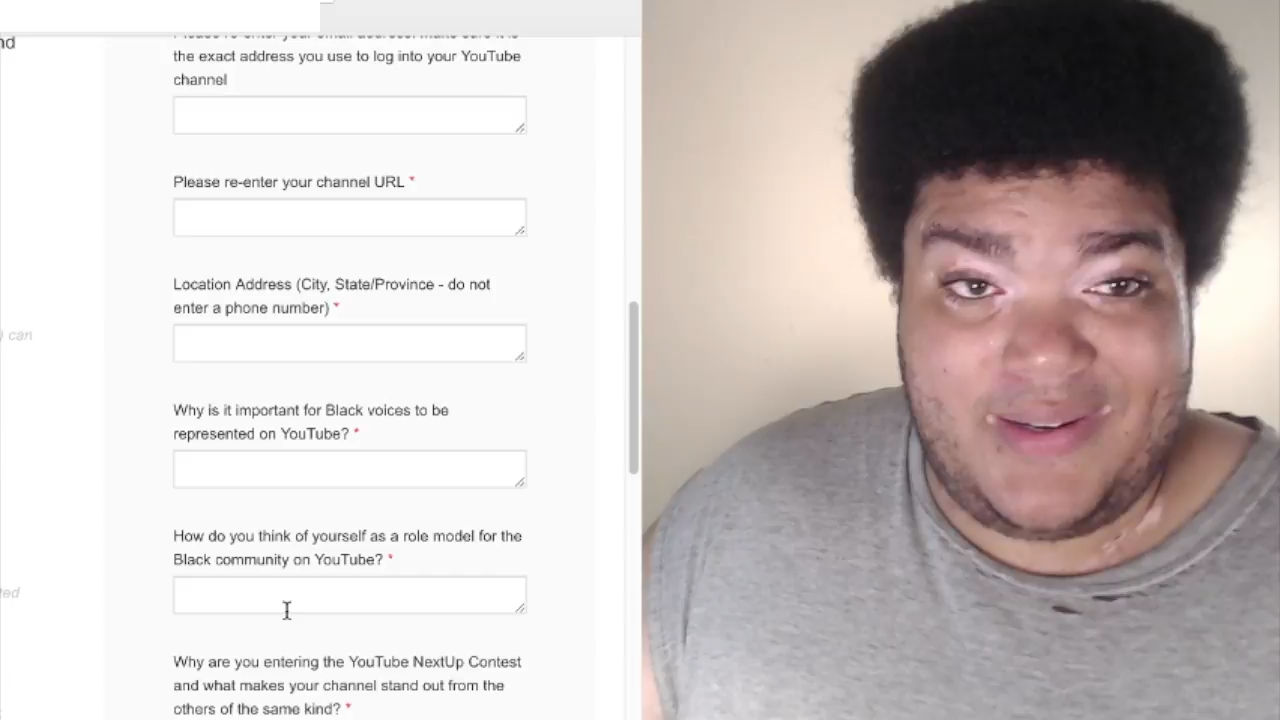 nd
the exact address you use to log into your YouTube
channel
Please re-enter your channel URL *
Location Address (City, State/Province - do not
enter a phone number) *
) can
Why is it important for Black voices to be
represented on YouTube? *
How do you think of yourself as a role model for the
Black community on YouTube? *
ted
Why are you entering the YouTube NextUp Contest
and what makes your channel stand out from the
others of the same kind? *